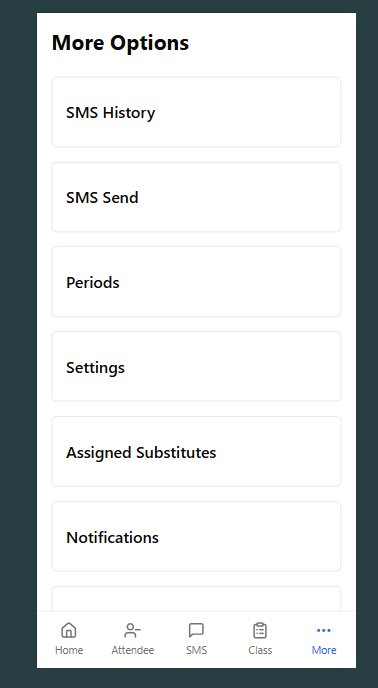 More Options
SMS History
SMS Send
Periods
Settings
Assigned Substitutes
Notifications
Home
Attendee
SMS
Class
More